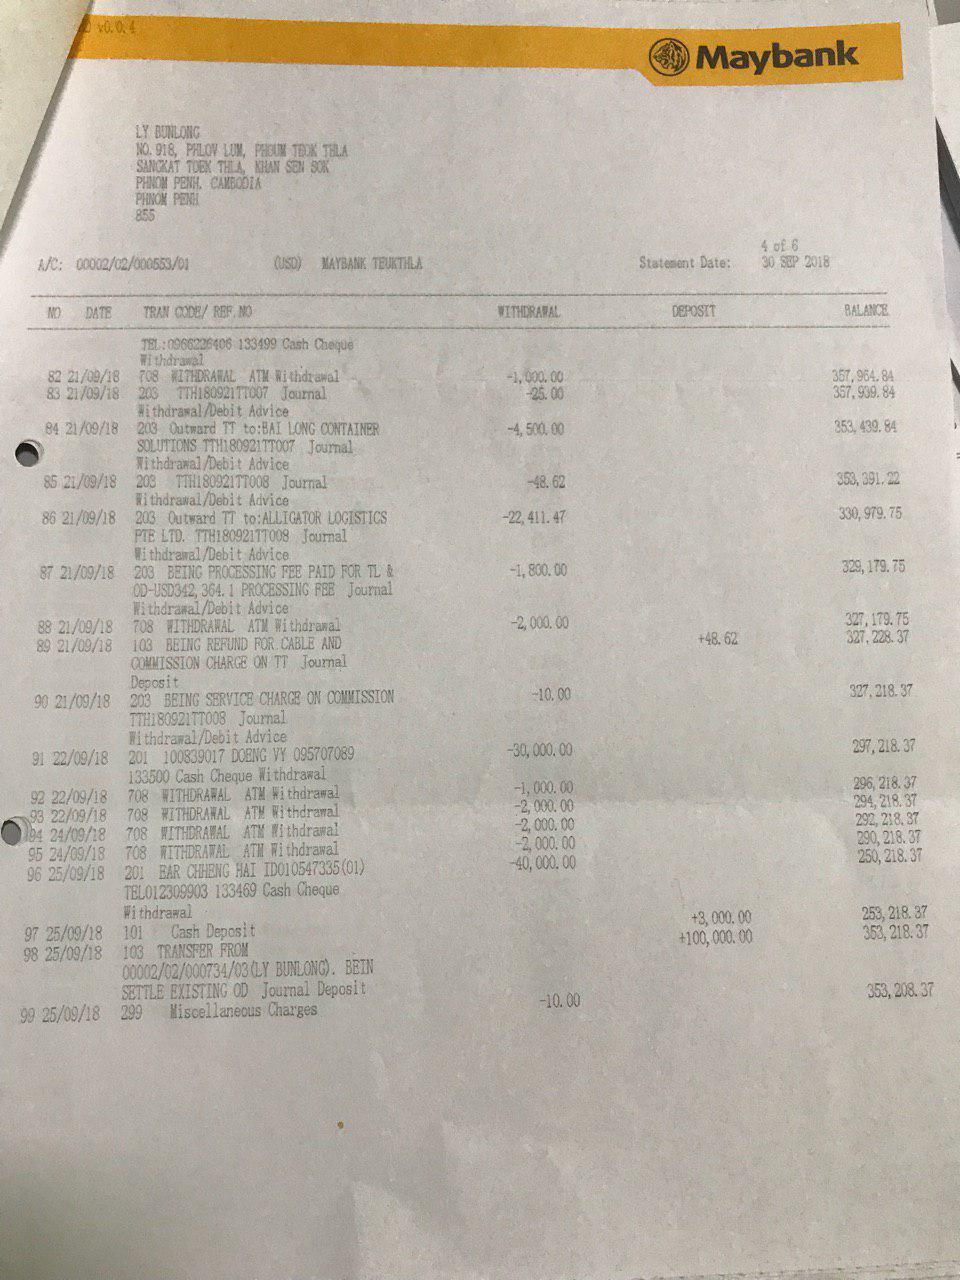 v0.0.4
Maybank
LY BUNLONG
NO. 918, PHLOV LUM, PHOUM TEOK THLA
SANGKAT TOEK THLA, KHAN SEN SOK
PHNOM PENH. CAMBODIA
PHNOM PENH
855
4 of 6
A/C: 00002/02/000553/01 (USD) MAYBANK TEUKTHLA Statement Date: 30 SEP 2018
NO DATE TRAN CODE/ REF. NO WITHDRAWAL DEPOSIT BALANCE
TEL:0966226406 133499 Cash Cheque
Withdrawal
82 21/09/18 708 WITHDRAWAL ATM Withdrawal -1,000.00 357,964.84
83 21/09/18 203 TTH180921TT007 Journal -25.00 357,939.84
Withdrawal/Debit Advice
84 21/09/18 203 Outward TT to:BAI LONG CONTAINER -4,500.00 353,439.84
SOLUTIONS TTH180921TT007 Journal
Withdrawal/Debit Advice
85 21/09/18 203 TTH180921TT008 Journal -48.62 353,391.22
Withdrawal/Debit Advice
86 21/09/18 203 Outward TT to:ALLIGATOR LOGISTICS -22,411.47 330,979.75
PTE LTD. TTH180921TT008 Journal
Withdrawal/Debit Advice
87 21/09/18 203 BEING PROCESSING FEE PAID FOR TL & -1,800.00 329,179.75
OD-USD342,364.1 PROCESSING FEE Journal
Withdrawal/Debit Advice
88 21/09/18 708 WITHDRAWAL ATM Withdrawal -2,000.00 327,179.75
89 21/09/18 103 BEING REFUND FOR CABLE AND +48.62 327,228.37
COMMISSION CHARGE ON TT Journal
Deposit
90 21/09/18 203 BEING SERVICE CHARGE ON COMMISSION -10.00 327,218.37
TTH180921TT008 Journal
Withdrawal/Debit Advice
91 22/09/18 201 100839017 DOENG VY 095707089 -30,000.00 297,218.37
133500 Cash Cheque Withdrawal
92 22/09/18 708 WITHDRAWAL ATM Withdrawal -1,000.00 296,218.37
93 22/09/18 708 WITHDRAWAL ATM Withdrawal -2,000.00 294,218.37
94 24/09/18 708 WITHDRAWAL ATM Withdrawal -2,000.00 292,218.37
95 24/09/18 708 WITHDRAWAL ATM Withdrawal -2,000.00 290,218.37
96 25/09/18 201 EAR CHHENG HAI ID010547335(01) -40,000.00 250,218.37
TEL012309903 133469 Cash Cheque
Withdrawal
97 25/09/18 101 Cash Deposit +3,000.00 253,218.37
98 25/09/18 103 TRANSFER FROM +100,000.00 353,218.37
00002/02/000734/03(LY BUNLONG). BEIN
SETTLE EXISTING OD Journal Deposit
99 25/09/18 299 Miscellaneous Charges -10.00 353,208.37